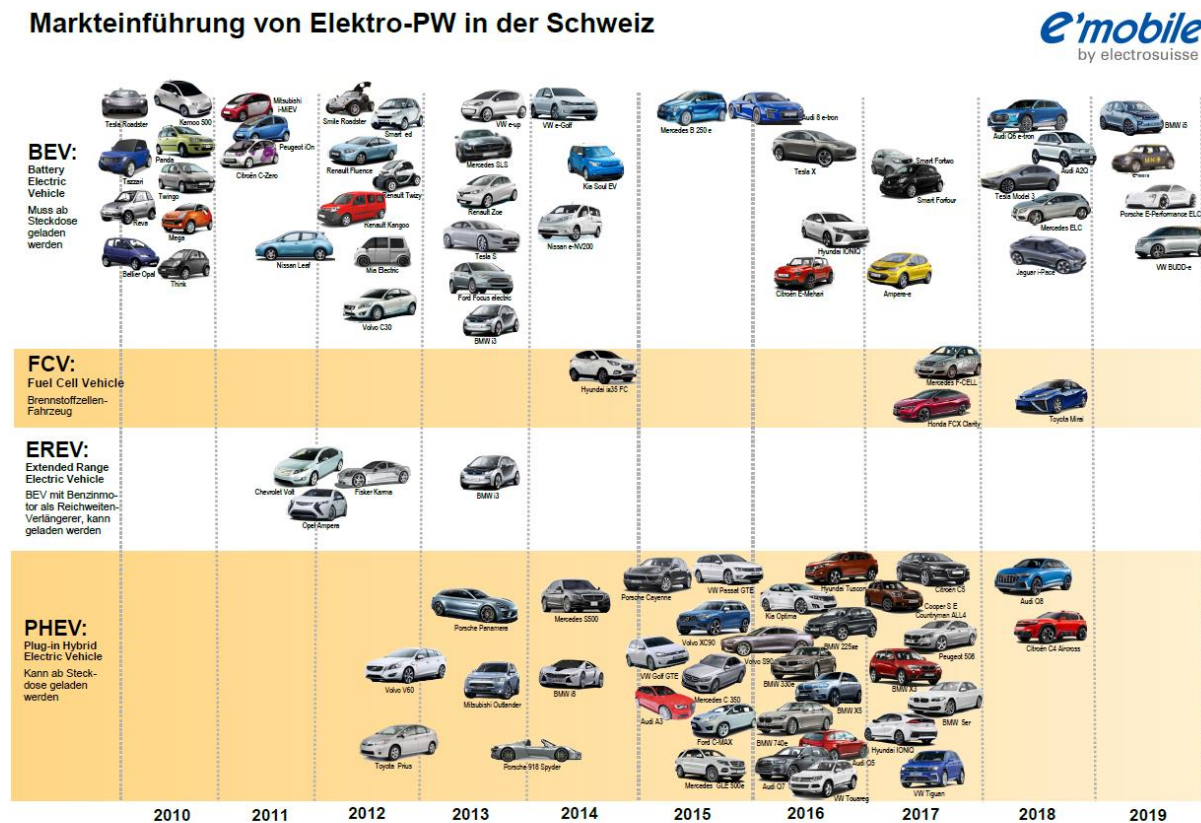 Markteinführung von Elektro-PW in der Schweiz
e'mobile
by electrosuisse
BEV:
Battery
Electric
Vehicle
Muss ab
Steckdose
geladen
werden
Tesla Roadster
Kamoo 500
Tazzari
Panda
Twingo
Reva
Mega
Bellier Opal
Think
Mitsubishi
i-MiEV
Peugeot iOn
Citroën C-Zero
Nissan Leaf
Smile Roadster
Smart ed
Renault Fluence
Renault Twizy
Renault Kangoo
Mia Electric
Volvo C30
VW e-up
Mercedes SLS
Renault Zoe
Tesla S
Ford Focus electric
BMW i3
VW e-Golf
Kia Soul EV
Nissan e-NV200
Mercedes B 250 e
Audi 8 e-tron
Tesla X
Hyundai IONIQ
Citroën E-Mehari
Smart Fortwo
Smart Forfour
Ampera-e
Audi Q6 e-tron
Audi A2Q
Tesla Model 3
Mercedes ELC
Jaguar i-Pace
BMW i5
Porsche E-Performance ELC
VW BUDD-e
FCV:
Fuel Cell Vehicle
Brennstoffzellen-
Fahrzeug
Hyundai ix35 FC
Mercedes F-CELL
Honda FCX Clarity
Toyota Mirai
EREV:
Extended Range
Electric Vehicle
BEV mit Benzinmo-
tor als Reichweiten-
Verlängerer, kann
geladen werden
Chevrolet Volt
Fisker Karma
Opel Ampera
BMW i3
PHEV:
Plug-in Hybrid
Electric Vehicle
Kann ab Steck-
dose geladen
werden
Volvo V60
Toyota Prius
Porsche Panamera
Mitsubishi Outlander
Porsche 918 Spyder
Mercedes S500
BMW i8
Porsche Cayenne
VW Passat GTE
Volvo XC90
VW Golf GTE
Mercedes C 350
Audi A3
Ford C-MAX
Mercedes GLE 500e
Hyundai Tuscon
Kia Optima
BMW 225xe
Volvo S90
BMW 330e
BMW X5
BMW 740e
Audi Q5
Audi Q7
VW Touareg
Citroën C5
Cooper S E
Countryman ALL4
Peugeot 508
BMW X3
BMW 5er
Hyundai IONIQ
VW Tiguan
Audi Q8
Citroën C4 Aircross
2010 2011 2012 2013 2014 2015 2016 2017 2018 2019